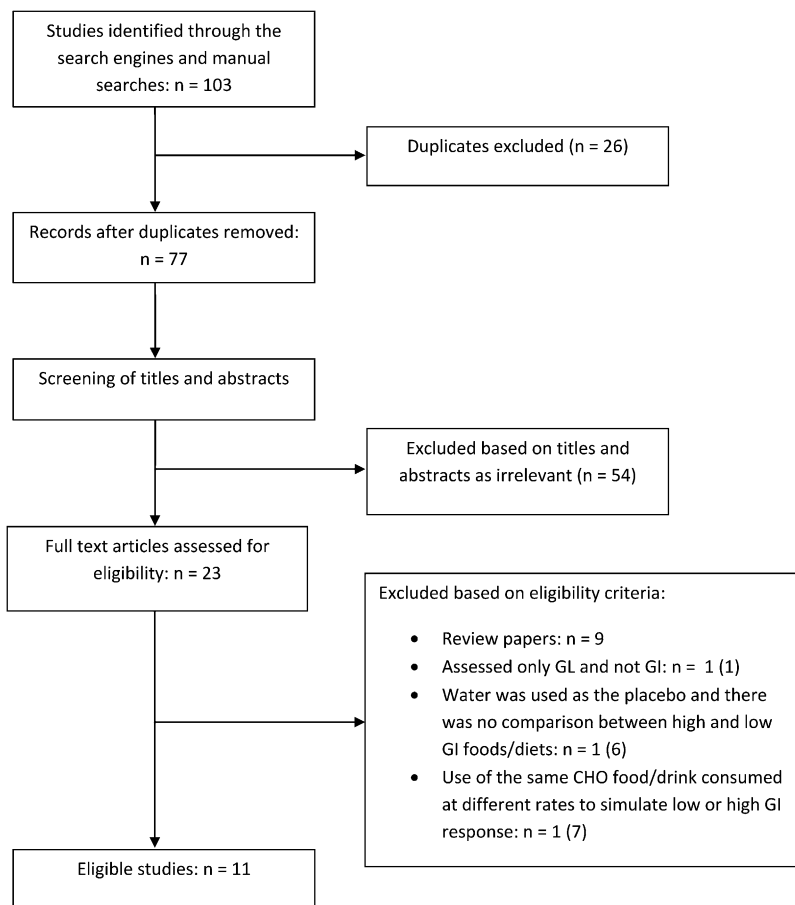 Studies identified through the
search engines and manual
searches: n = 103
Duplicates excluded (n = 26)
Records after duplicates removed:
n = 77
Screening of titles and abstracts
Excluded based on titles and
abstracts as irrelevant (n = 54)
Full text articles assessed for
eligibility: n = 23
Excluded based on eligibility criteria:
• Review papers: n = 9
• Assessed only GL and not GI: n = 1 (1)
• Water was used as the placebo and there
was no comparison between high and low
GI foods/diets: n = 1 (6)
• Use of the same CHO food/drink consumed
at different rates to simulate low or high GI
response: n = 1 (7)
Eligible studies: n = 11